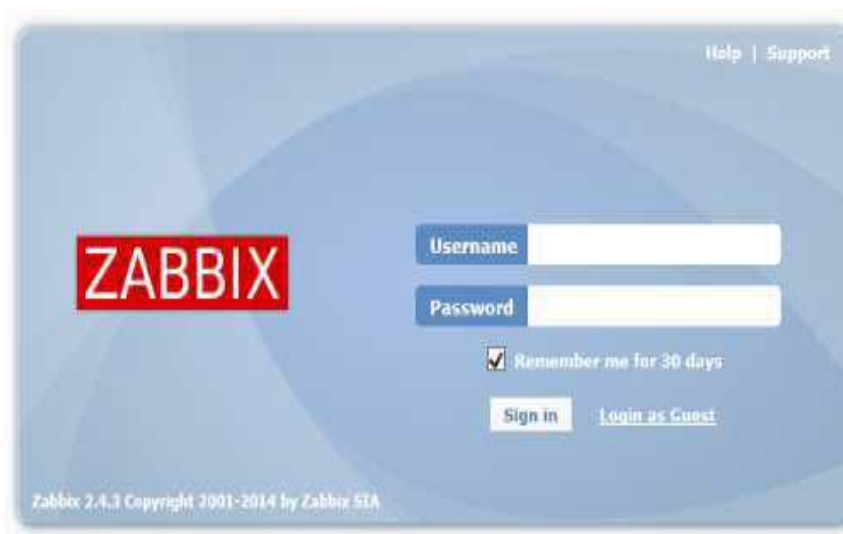 Help | Support
ZABBIX
Username
Password
Remember me for 30 days
Sign in Login as Guest
Zabbix 2.4.3 Copyright 2001-2014 by Zabbix SIA